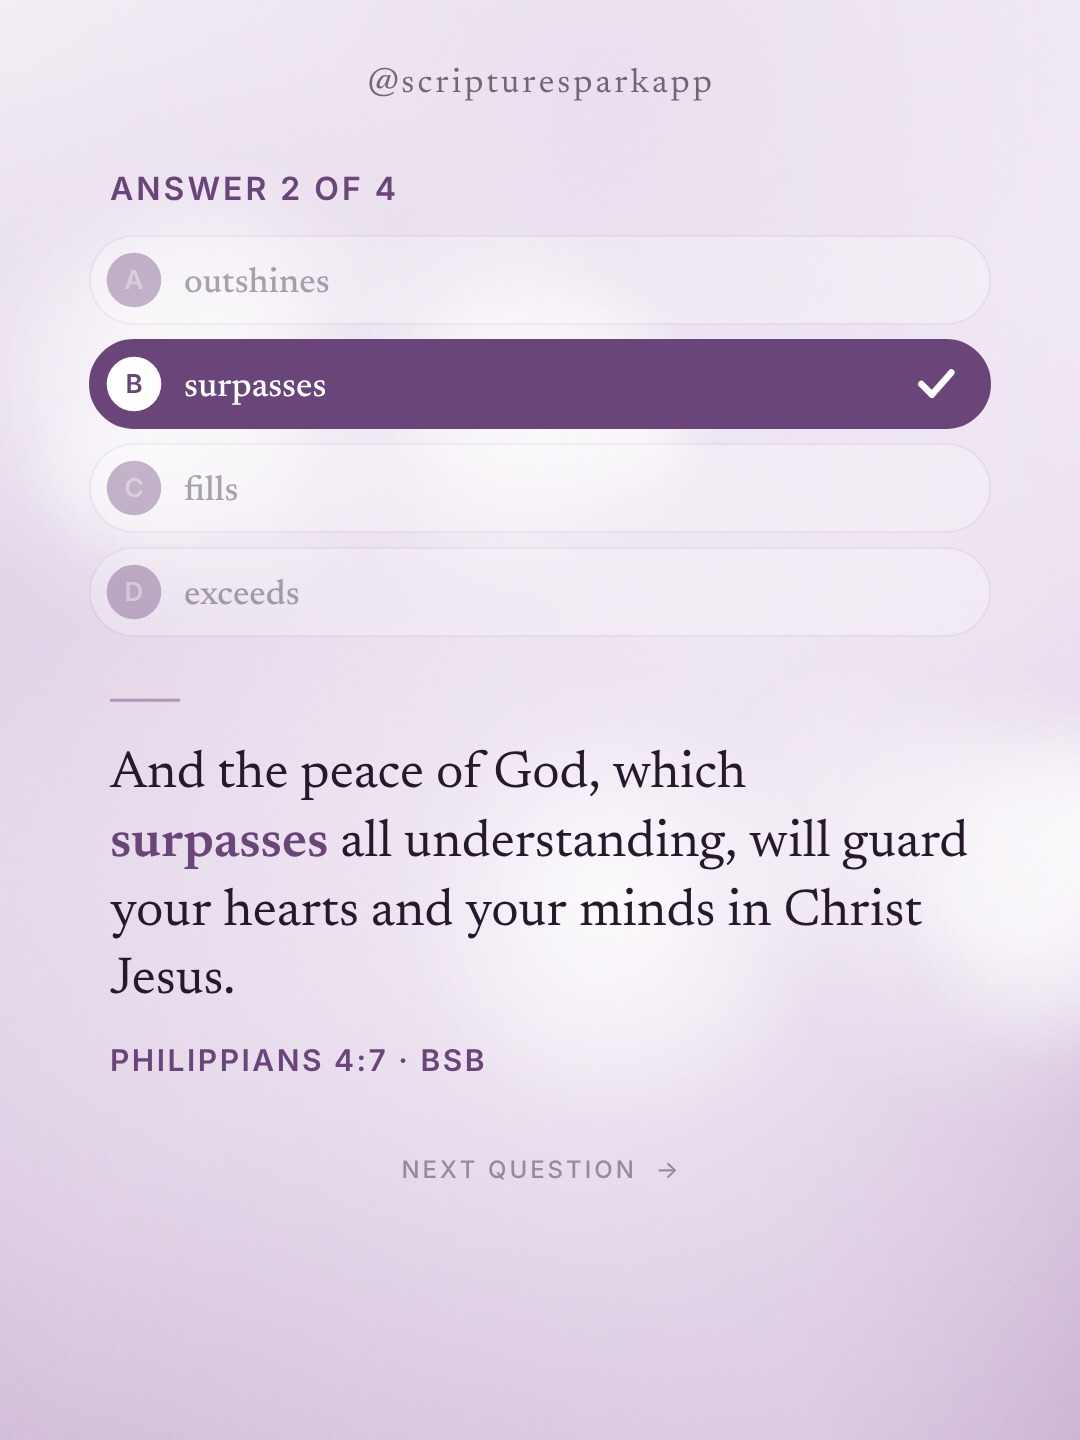 @scripturesparkapp
ANSWER 2 OF 4
A outshines
B surpasses
C fills
D exceeds
And the peace of God, which
surpasses all understanding, will guard
your hearts and your minds in Christ
Jesus.
PHILIPPIANS 4:7 · BSB
NEXT QUESTION →